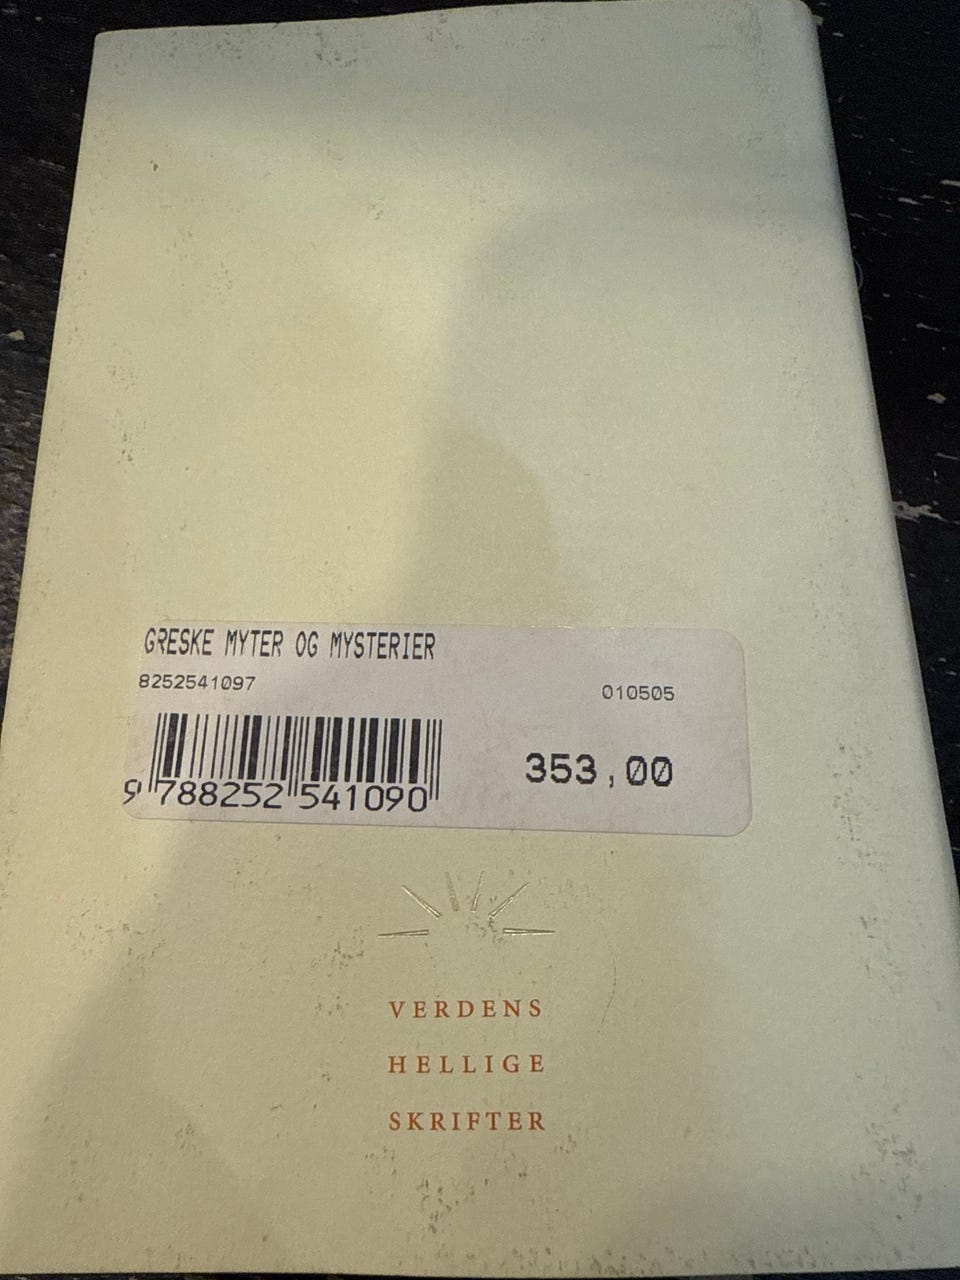 GRESKE MYTER OG MYSTERIER
8252541097 010505
353,00
9 788252 541090
VERDENS
HELLIGE
SKRIFTER